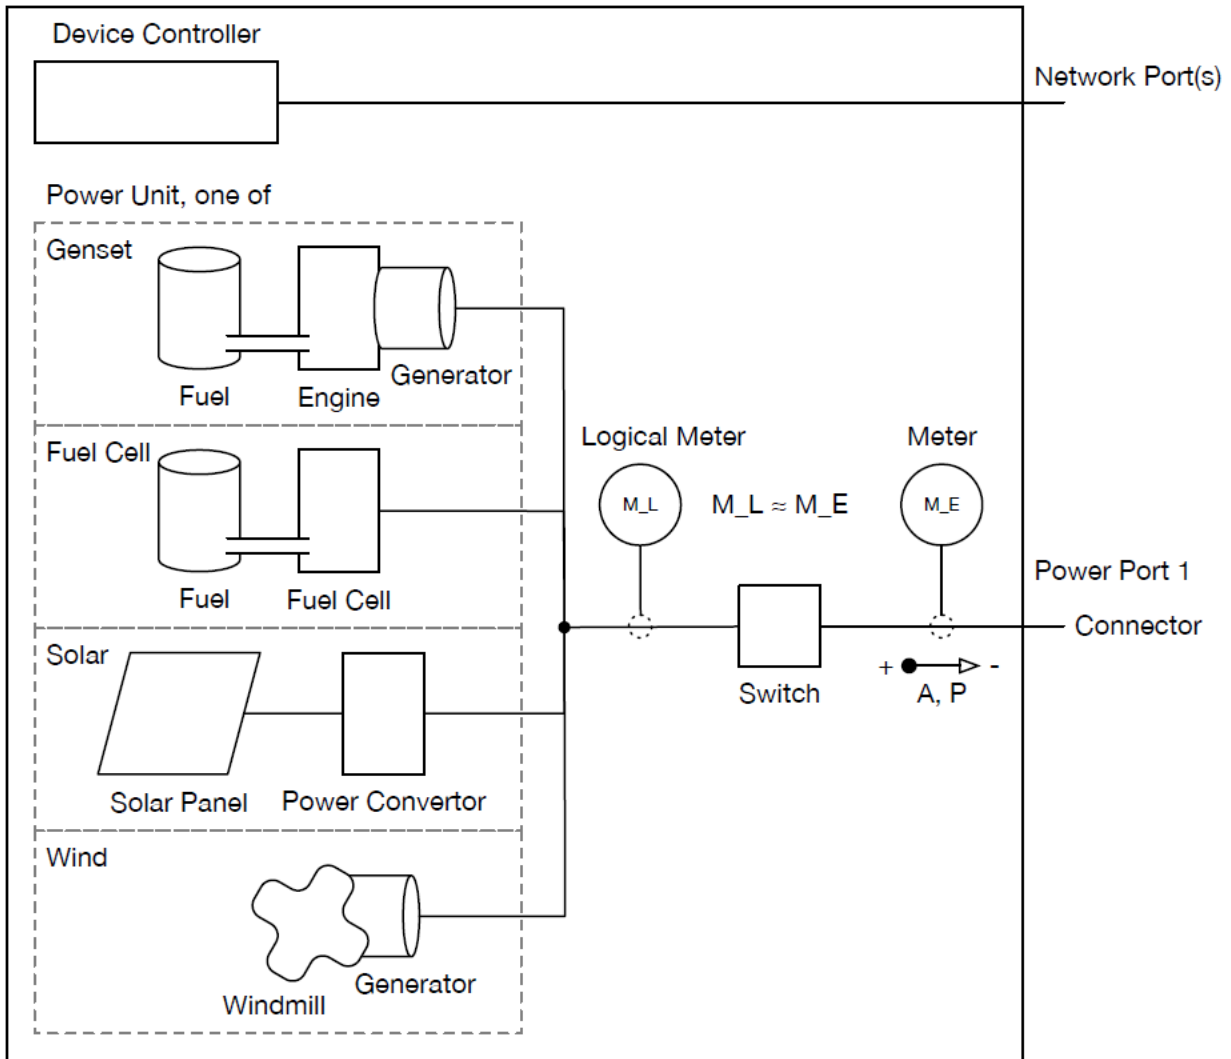 Device Controller
Network Port(s)
Power Unit, one of
Genset
Fuel
Engine
Generator
Fuel Cell
Fuel
Fuel Cell
Solar
Solar Panel
Power Convertor
Wind
Windmill
Generator
Logical Meter
M_L
M_L ≈ M_E
Meter
M_E
Switch
+ -
A, P
Power Port 1
Connector